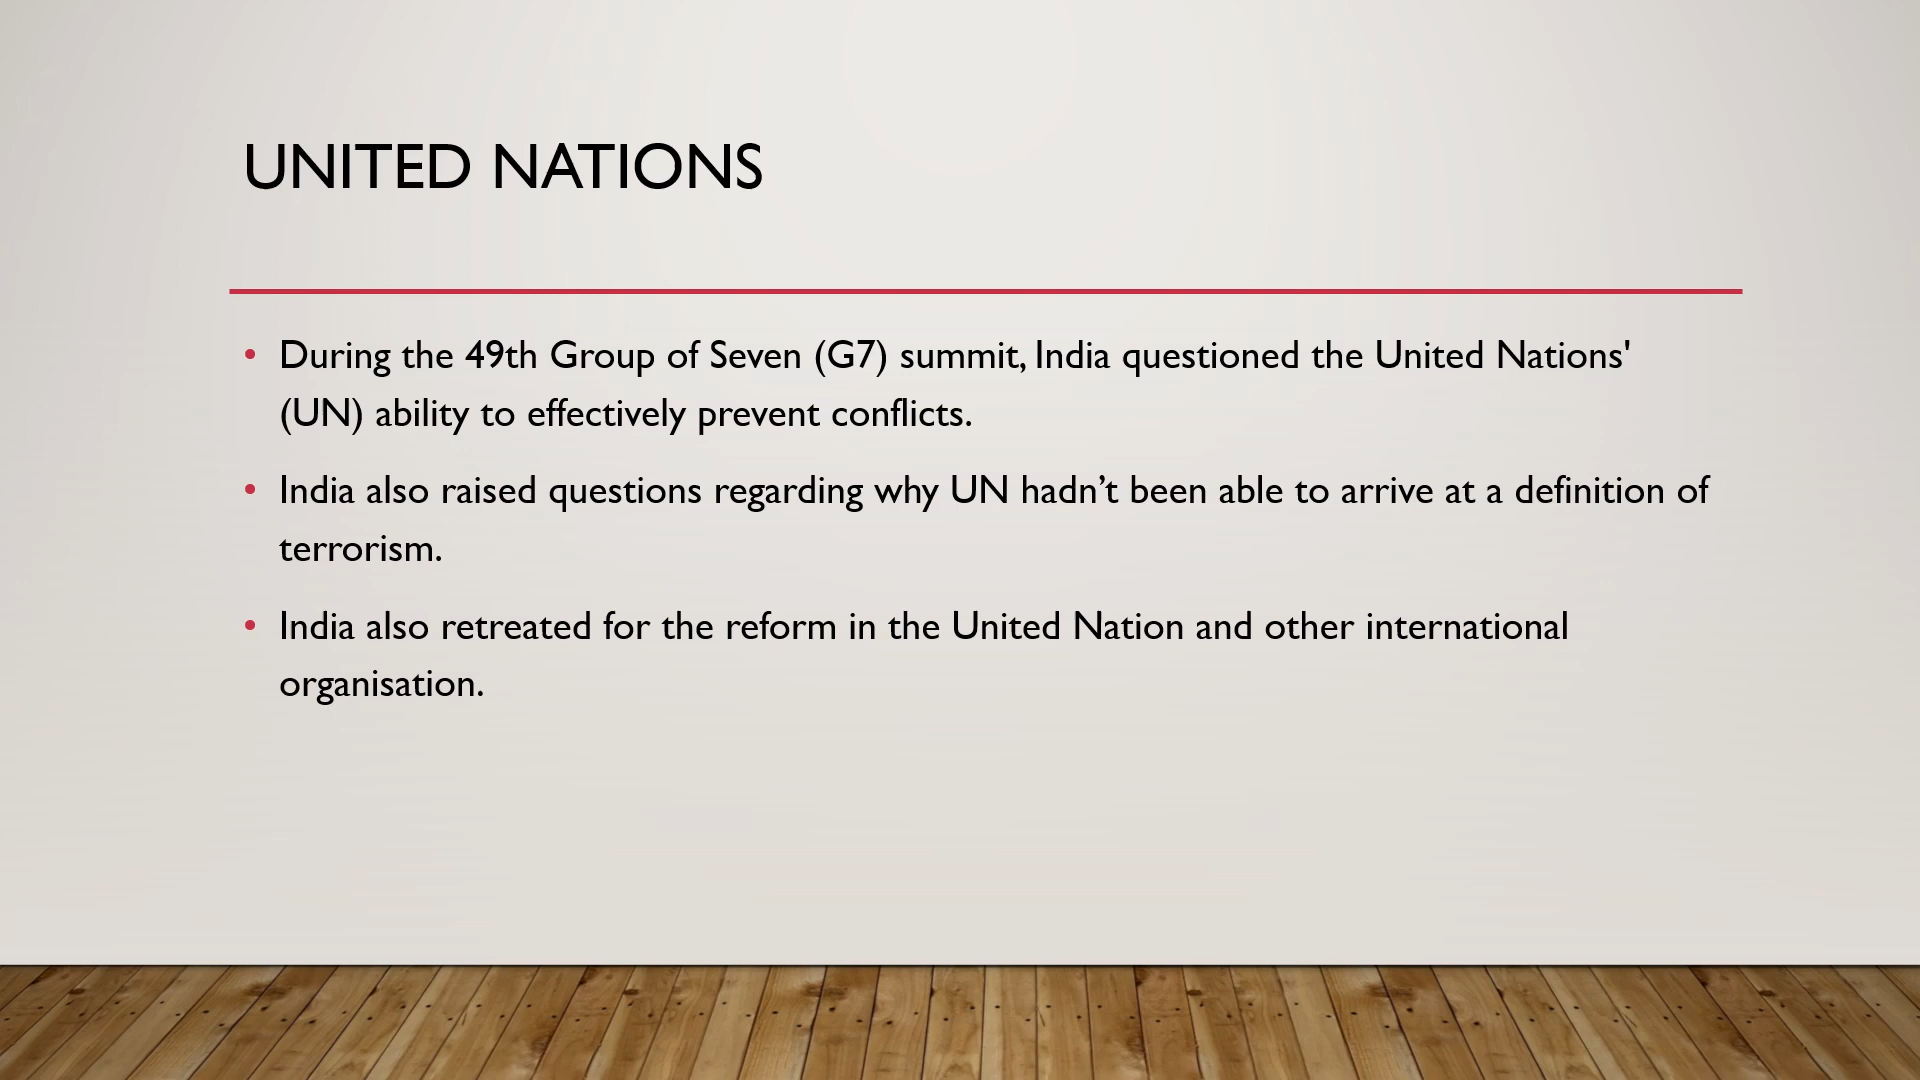 UNITED NATIONS
• During the 49th Group of Seven (G7) summit, India questioned the United Nations'
(UN) ability to effectively prevent conflicts.
• India also raised questions regarding why UN hadn’t been able to arrive at a definition of
terrorism.
• India also retreated for the reform in the United Nation and other international
organisation.